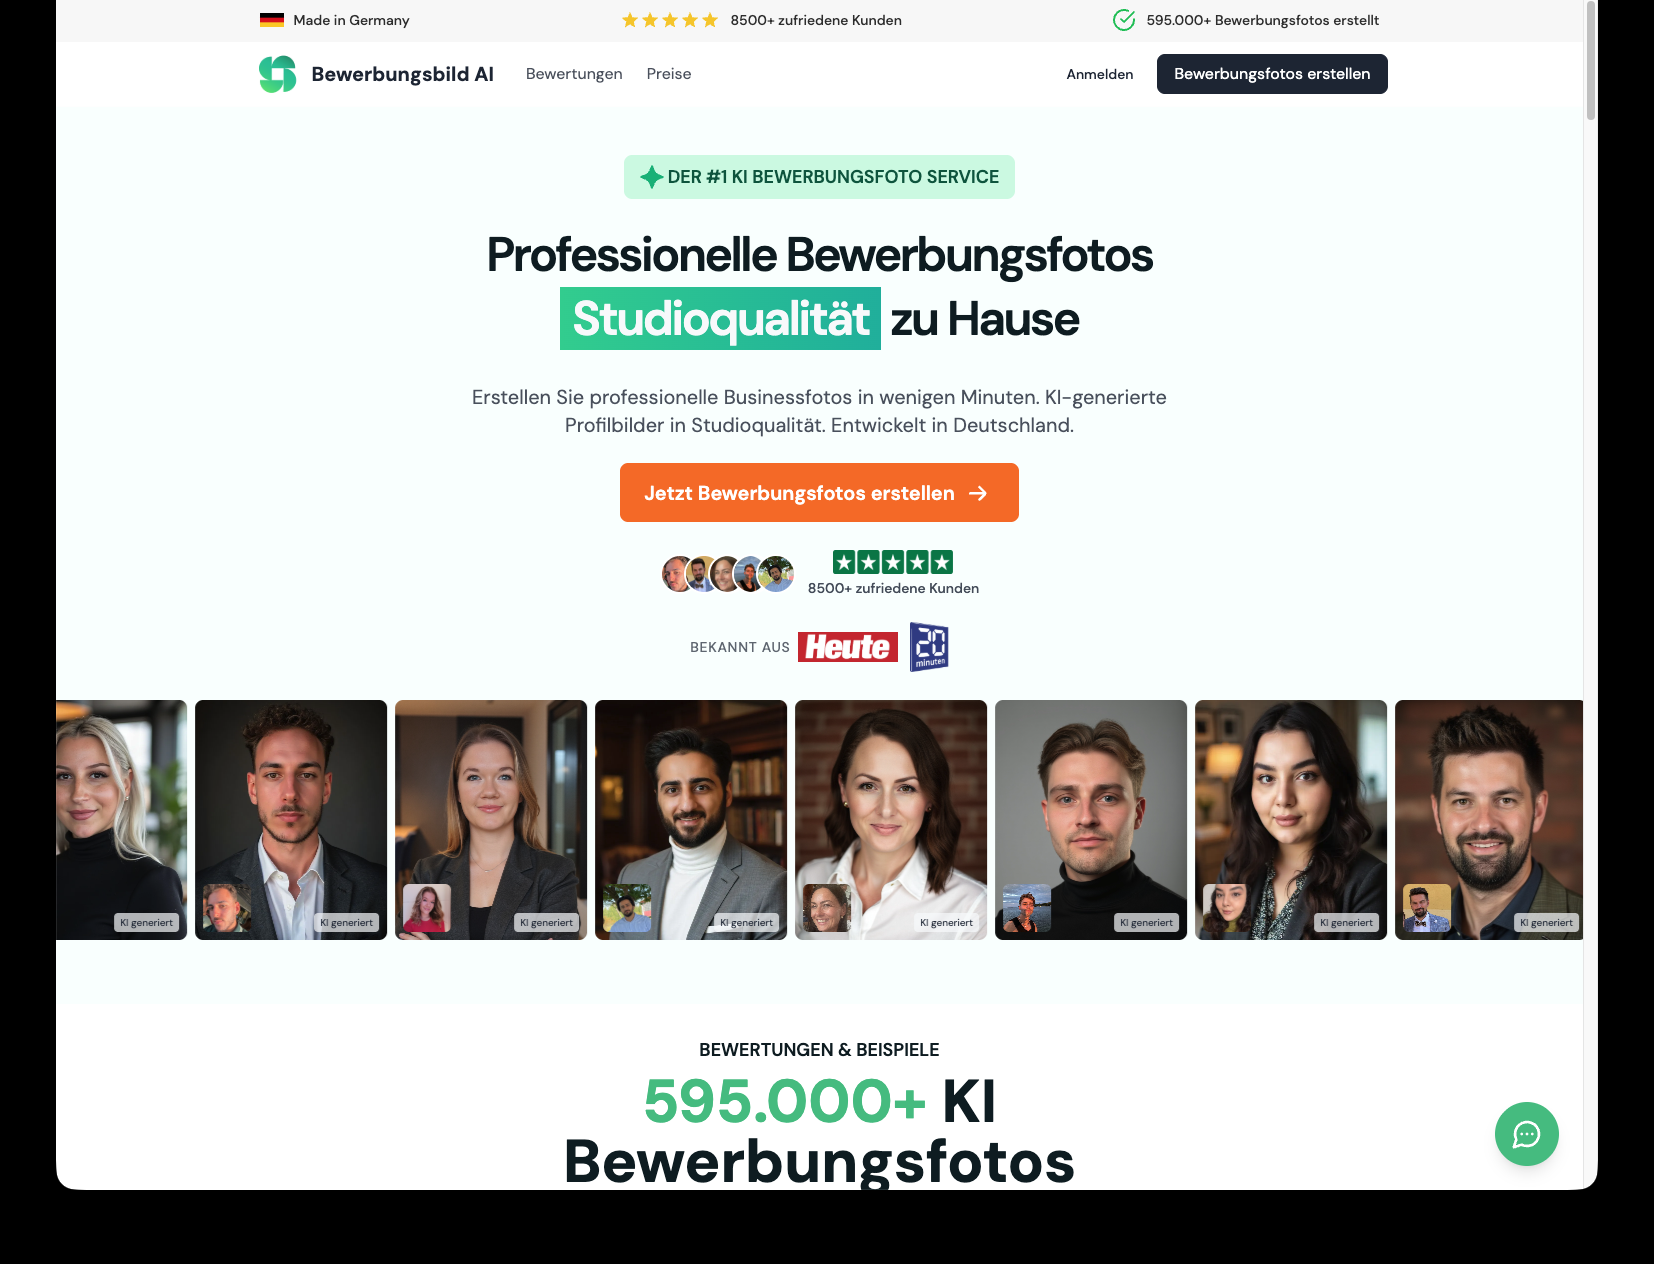 Made in Germany
8500+ zufriedene Kunden
595.000+ Bewerbungsfotos erstellt
Bewerbungsbild AI
Bewertungen
Preise
Anmelden
Bewerbungsfotos erstellen
DER #1 KI BEWERBUNGSFOTO SERVICE
Professionelle Bewerbungsfotos
Studioqualität zu Hause
Erstellen Sie professionelle Businessfotos in wenigen Minuten. KI-generierte
Profilbilder in Studioqualität. Entwickelt in Deutschland.
Jetzt Bewerbungsfotos erstellen →
8500+ zufriedene Kunden
BEKANNT AUS
Heute
20
minuten
KI generiert
KI generiert
KI generiert
KI generiert
KI generiert
KI generiert
KI generiert
KI generiert
BEWERTUNGEN & BEISPIELE
595.000+ KI
Bewerbungsfotos